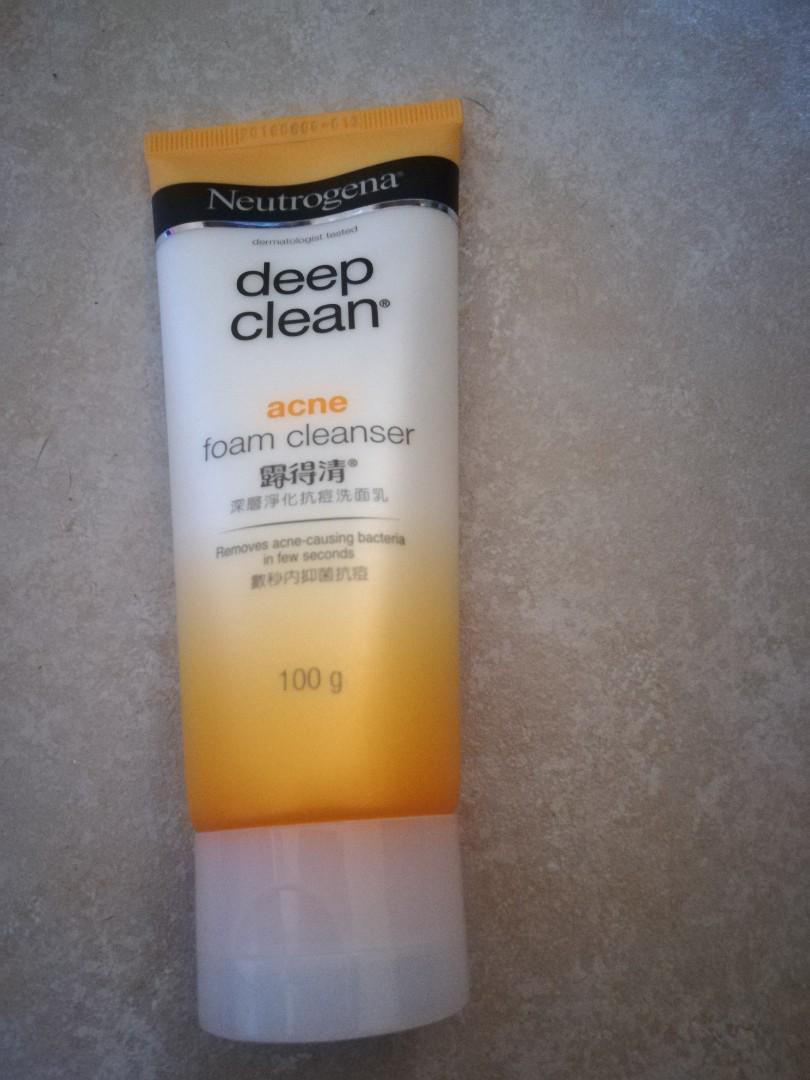 Neutrogena®
dermatologist tested
deep
clean®
acne
foam cleanser
露得清®
深層淨化抗痘洗面乳
Removes acne-causing bacteria
in few seconds
數秒內抑菌抗痘
100 g